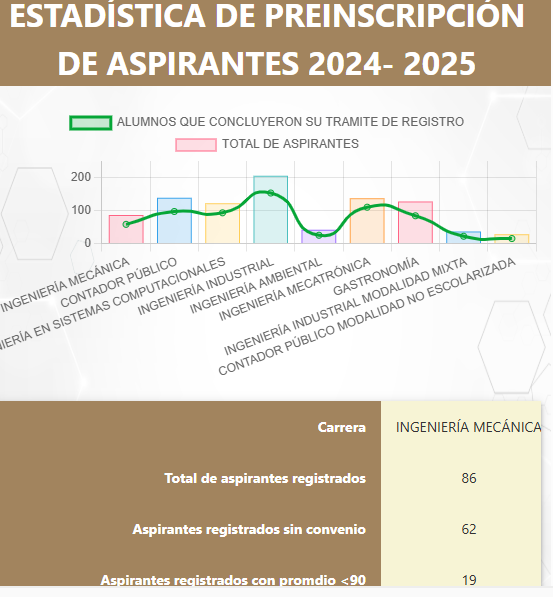 ESTADÍSTICA DE PREINSCRIPCIÓN
DE ASPIRANTES 2024- 2025
ALUMNOS QUE CONCLUYERON SU TRAMITE DE REGISTRO
TOTAL DE ASPIRANTES
200
100
0
INGENIERÍA MECÁNICA
CONTADOR PÚBLICO
NIERÍA EN SISTEMAS COMPUTACIONALES
INGENIERÍA INDUSTRIAL
INGENIERÍA AMBIENTAL
INGENIERÍA MECATRÓNICA
GASTRONOMÍA
INGENIERÍA INDUSTRIAL MODALIDAD MIXTA
CONTADOR PÚBLICO MODALIDAD NO ESCOLARIZADA
Carrera INGENIERÍA MECÁNICA
Total de aspirantes registrados 86
Aspirantes registrados sin convenio 62
Aspirantes registrados con promdio <90 19